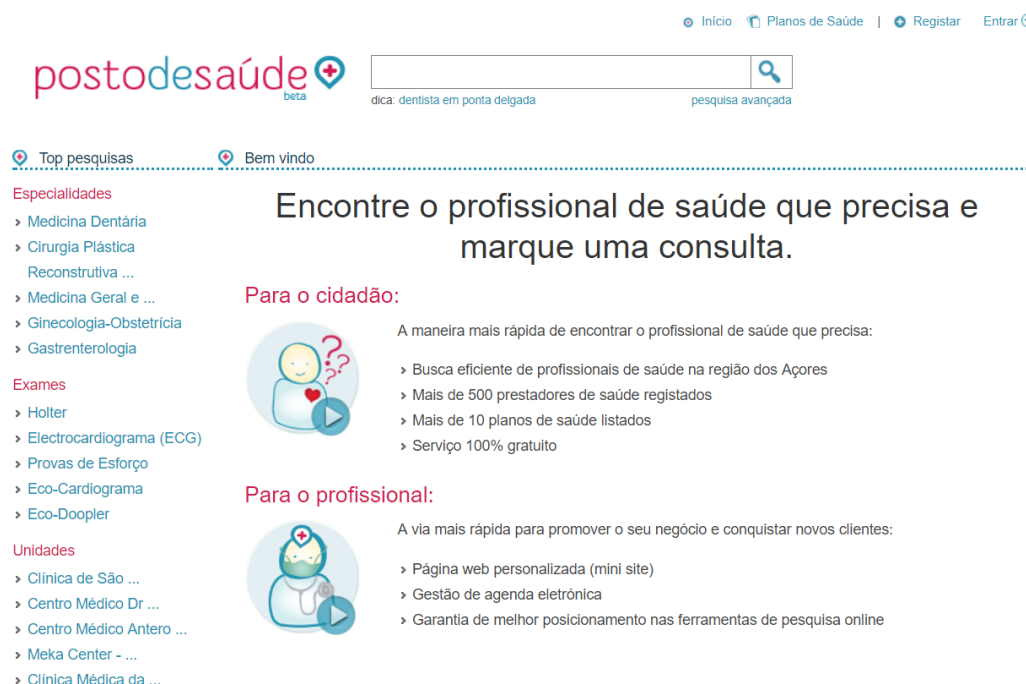 Início Planos de Saúde | Registar Entrar
postodesaúde
beta
dica: dentista em ponta delgada pesquisa avançada
Top pesquisas
Bem vindo
Especialidades
Medicina Dentária
Cirurgia Plástica
Reconstrutiva ...
Medicina Geral e ...
Ginecologia-Obstetrícia
Gastrenterologia
Exames
Holter
Electrocardiograma (ECG)
Provas de Esforço
Eco-Cardiograma
Eco-Doopler
Unidades
Clínica de São ...
Centro Médico Dr ...
Centro Médico Antero ...
Meka Center - ...
Clínica Médica da ...
Encontre o profissional de saúde que precisa e
marque uma consulta.
Para o cidadão:
???
A maneira mais rápida de encontrar o profissional de saúde que precisa:
Busca eficiente de profissionais de saúde na região dos Açores
Mais de 500 prestadores de saúde registados
Mais de 10 planos de saúde listados
Serviço 100% gratuito
Para o profissional:
A via mais rápida para promover o seu negócio e conquistar novos clientes:
Página web personalizada (mini site)
Gestão de agenda eletrónica
Garantia de melhor posicionamento nas ferramentas de pesquisa online